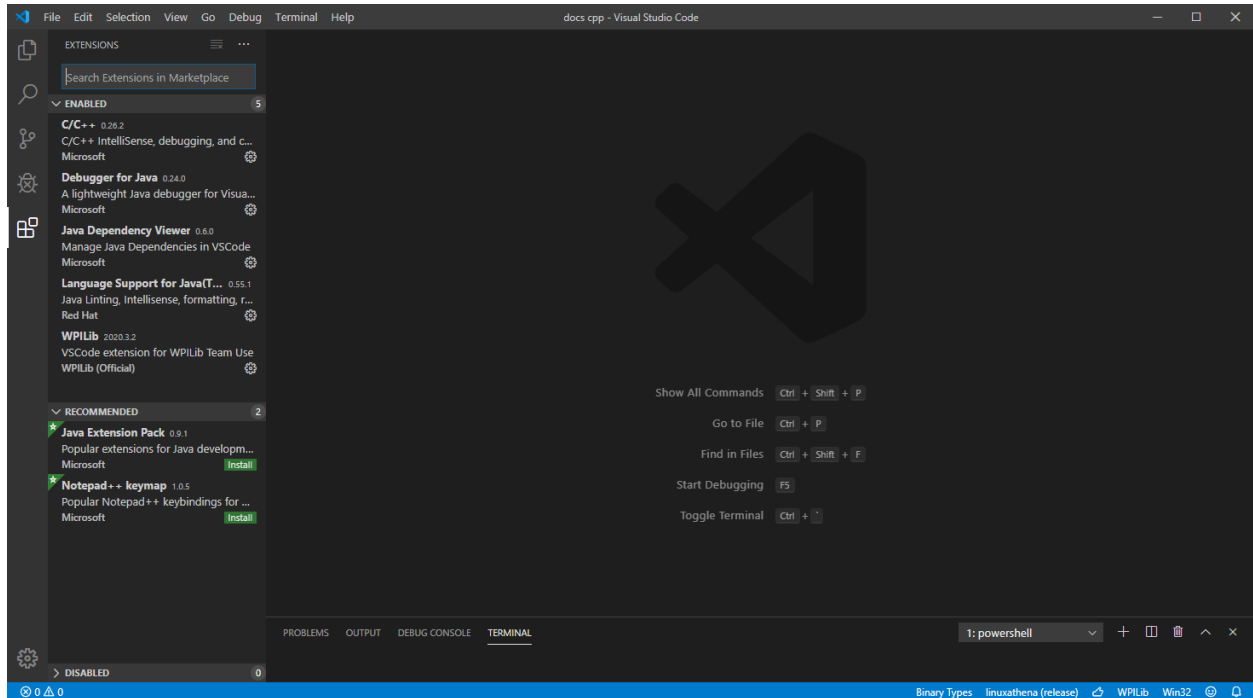 File Edit Selection View Go Debug Terminal Help docs cpp - Visual Studio Code
EXTENSIONS
Search Extensions in Marketplace
ENABLED 5
C/C++ 0.26.2
C/C++ IntelliSense, debugging, and c...
Microsoft
Debugger for Java 0.24.0
A lightweight Java debugger for Visua...
Microsoft
Java Dependency Viewer 0.6.0
Manage Java Dependencies in VSCode
Microsoft
Language Support for Java(T... 0.55.1
Java Linting, Intellisense, formatting, r...
Red Hat
WPILib 2020.3.2
VSCode extension for WPILib Team Use
WPILib (Official)
RECOMMENDED 2
Java Extension Pack 0.9.1
Popular extensions for Java developm...
Microsoft Install
Notepad++ keymap 1.0.5
Popular Notepad++ keybindings for ...
Microsoft Install
DISABLED 0
Show All Commands Ctrl + Shift + P
Go to File Ctrl + P
Find in Files Ctrl + Shift + F
Start Debugging F5
Toggle Terminal Ctrl + `
PROBLEMS OUTPUT DEBUG CONSOLE TERMINAL 1: powershell
0 0 Binary Types linuxathena (release) WPILib Win32